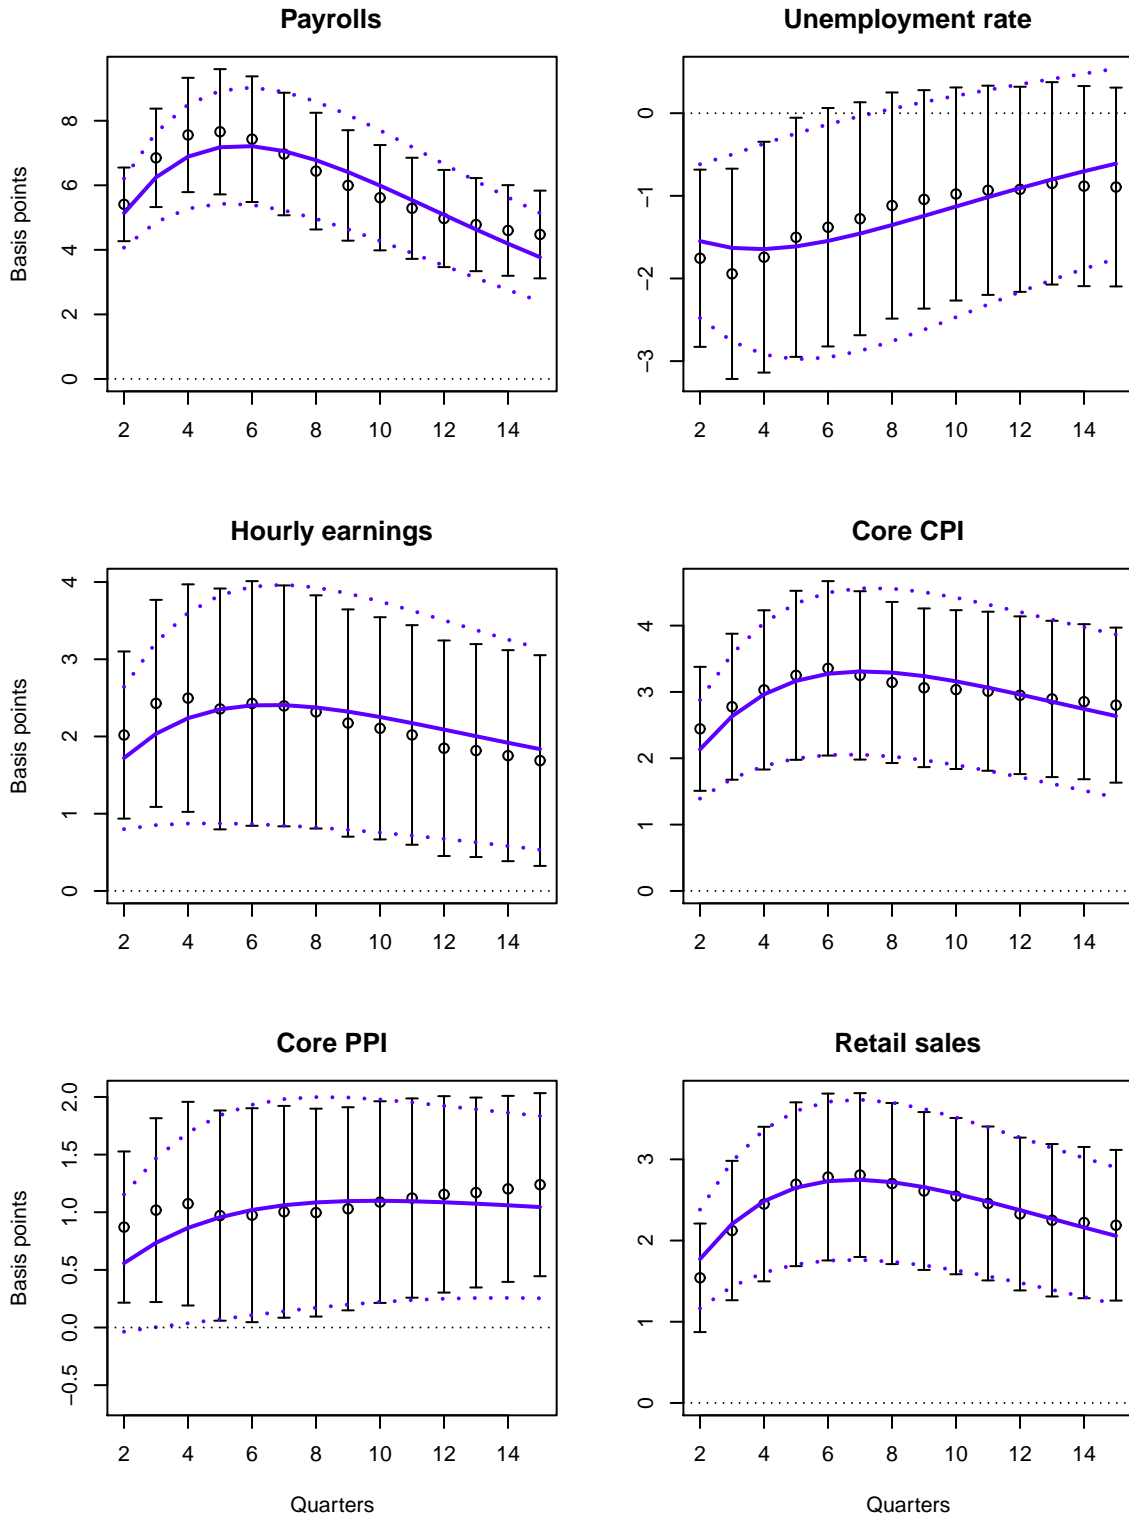 Payrolls
Unemployment rate
Basis points
8
6
4
2
0
2 4 6 8 10 12 14
0
−1
−2
−3
2 4 6 8 10 12 14
Hourly earnings
Core CPI
Basis points
4
3
2
1
0
2 4 6 8 10 12 14
4
3
2
1
0
2 4 6 8 10 12 14
Core PPI
Retail sales
Basis points
2.0
1.5
1.0
0.5
0.0
−0.5
2 4 6 8 10 12 14
Quarters
3
2
1
0
2 4 6 8 10 12 14
Quarters